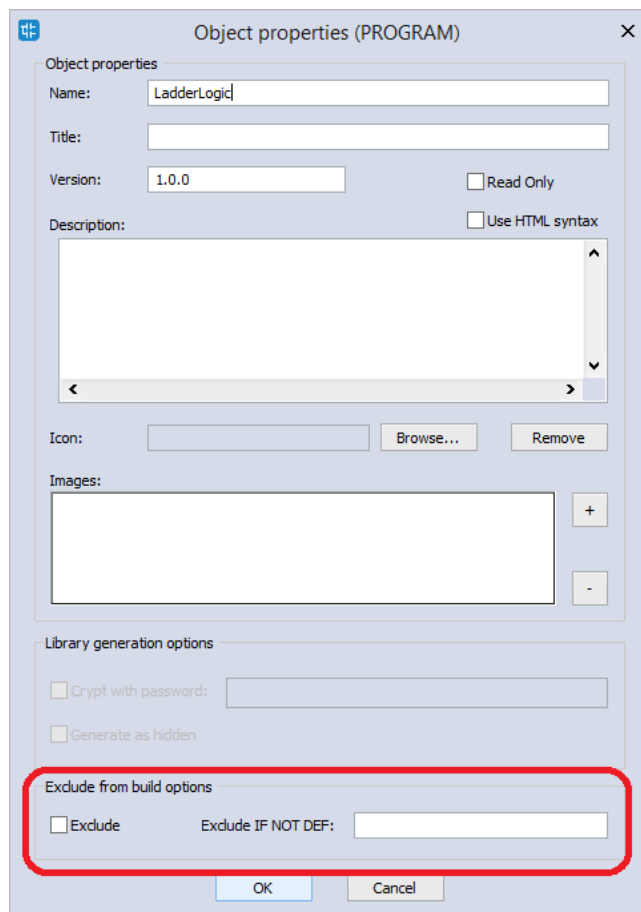 Object properties (PROGRAM)
Object properties
Name: LadderLogic
Title:
Version: 1.0.0 Read Only
Description: Use HTML syntax
Icon: Browse... Remove
Images:
+
-
Library generation options
Crypt with password:
Generate as hidden
Exclude from build options
Exclude Exclude IF NOT DEF:
OK Cancel